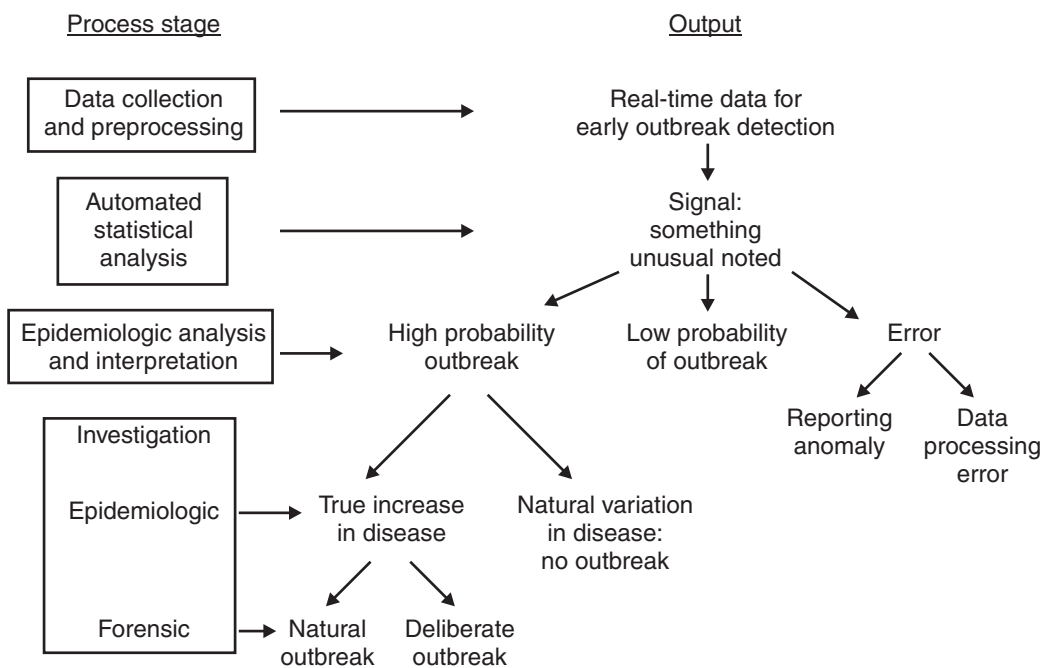 Process stage
Output
Data collection
and preprocessing
Real-time data for
early outbreak detection
Automated
statistical
analysis
Signal:
something
unusual noted
Epidemiologic analysis
and interpretation
High probability
outbreak
Low probability
of outbreak
Error
Reporting
anomaly
Data
processing
error
Investigation
Epidemiologic
True increase
in disease
Natural variation
in disease:
no outbreak
Forensic
Natural
outbreak
Deliberate
outbreak